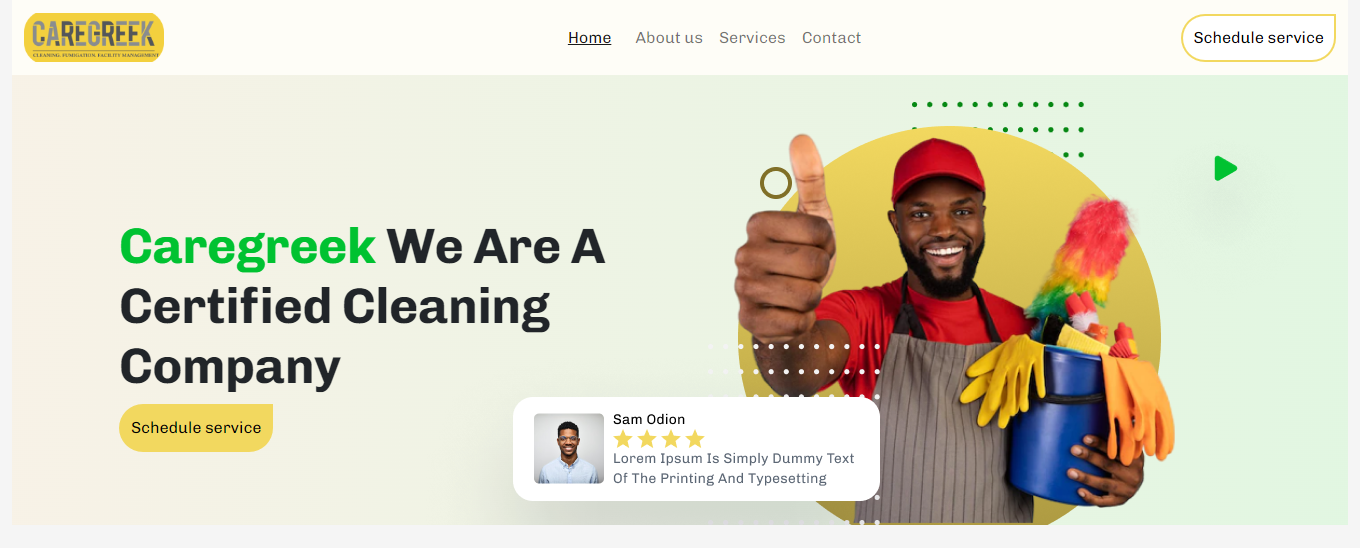 CAREGREEK
CLEANING, FUMIGATION, FACILITY MANAGEMENT
Home About us Services Contact
Schedule service
Caregreek We Are A
Certified Cleaning
Company
Schedule service
Sam Odion
Lorem Ipsum Is Simply Dummy Text
Of The Printing And Typesetting